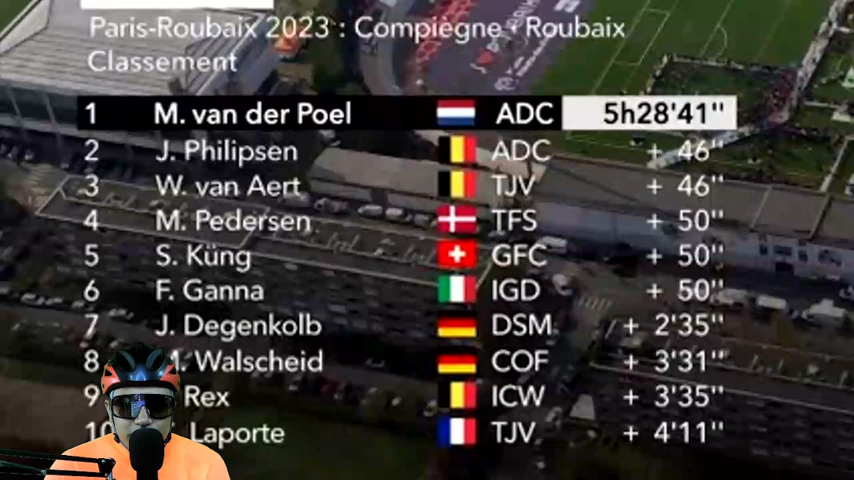 Paris-Roubaix 2023 : Compiègne • Roubaix
Classement
1 M. van der Poel ADC 5h28'41''
2 J. Philipsen ADC + 46''
3 W. van Aert TJV + 46''
4 M. Pedersen TFS + 50''
5 S. Küng GFC + 50''
6 F. Ganna IGD + 50''
7 J. Degenkolb DSM + 2'35''
8 Walscheid COF + 3'31''
9 Rex ICW + 3'35''
10 Laporte TJV + 4'11''